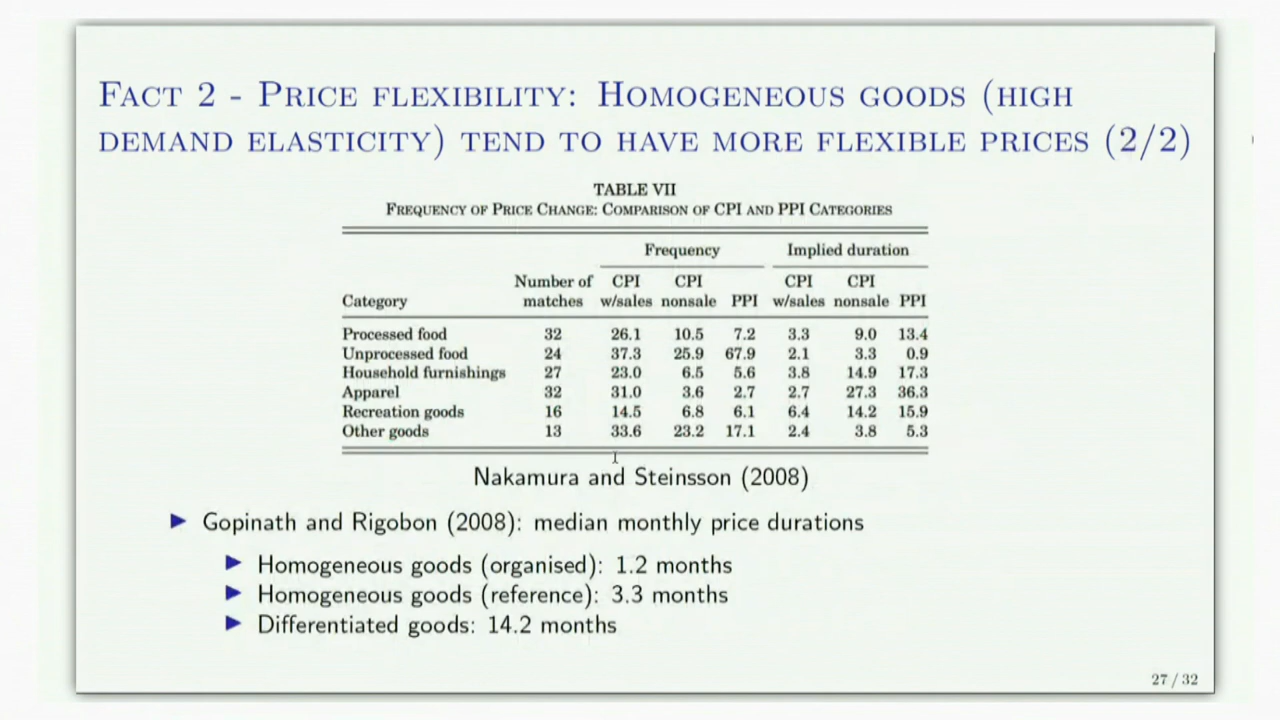 FACT 2 - PRICE FLEXIBILITY: HOMOGENEOUS GOODS (HIGH
DEMAND ELASTICITY) TEND TO HAVE MORE FLEXIBLE PRICES (2/2)
TABLE VII
FREQUENCY OF PRICE CHANGE: COMPARISON OF CPI AND PPI CATEGORIES
Frequency Implied duration
Number of CPI CPI CPI CPI
Category matches w/sales nonsale PPI w/sales nonsale PPI
Processed food 32 26.1 10.5 7.2 3.3 9.0 13.4
Unprocessed food 24 37.3 25.9 67.9 2.1 3.3 0.9
Household furnishings 27 23.0 6.5 5.6 3.8 14.9 17.3
Apparel 32 31.0 3.6 2.7 2.7 27.3 36.3
Recreation goods 16 14.5 6.8 6.1 6.4 14.2 15.9
Other goods 13 33.6 23.2 17.1 2.4 3.8 5.3
Nakamura and Steinsson (2008)
Gopinath and Rigobon (2008): median monthly price durations
Homogeneous goods (organised): 1.2 months
Homogeneous goods (reference): 3.3 months
Differentiated goods: 14.2 months
27 / 32